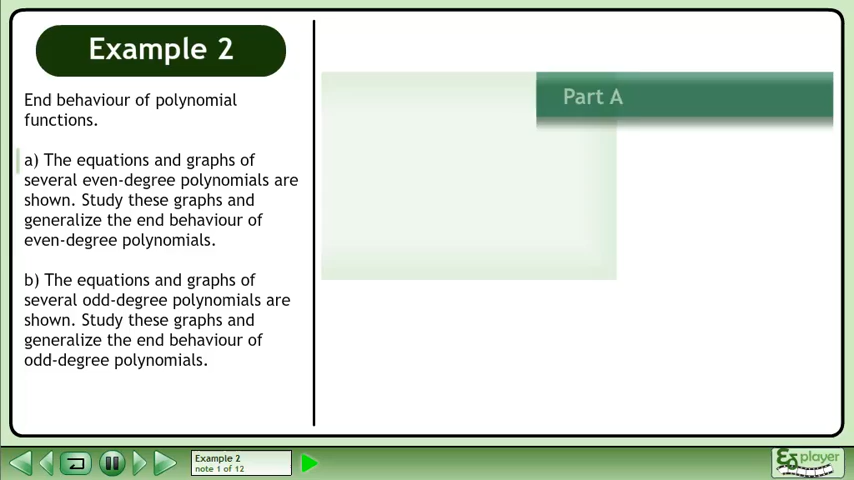 Example 2
End behaviour of polynomial
functions.
a) The equations and graphs of
several even-degree polynomials are
shown. Study these graphs and
generalize the end behaviour of
even-degree polynomials.
b) The equations and graphs of
several odd-degree polynomials are
shown. Study these graphs and
generalize the end behaviour of
odd-degree polynomials.
Part A
Example 2
note 1 of 12
player